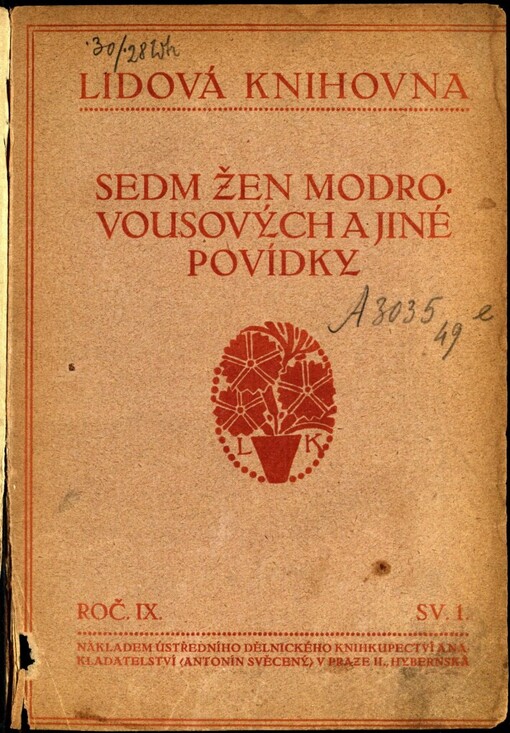 30/28Wh
LIDOVÁ KNIHOVNA
SEDM ŽEN MODRO-
VOUSOVÝCH A JINÉ
POVÍDKY
A3035 e
49
L K
ROČ. IX. SV. 1.
NÁKLADEM ÚSTŘEDNÍHO DĚLNICKÉHO KNIHKUPECTVÍ A NA-
KLADATELSTVÍ (ANTONÍN SVĚCENÝ) V PRAZE II., HYBERNSKÁ